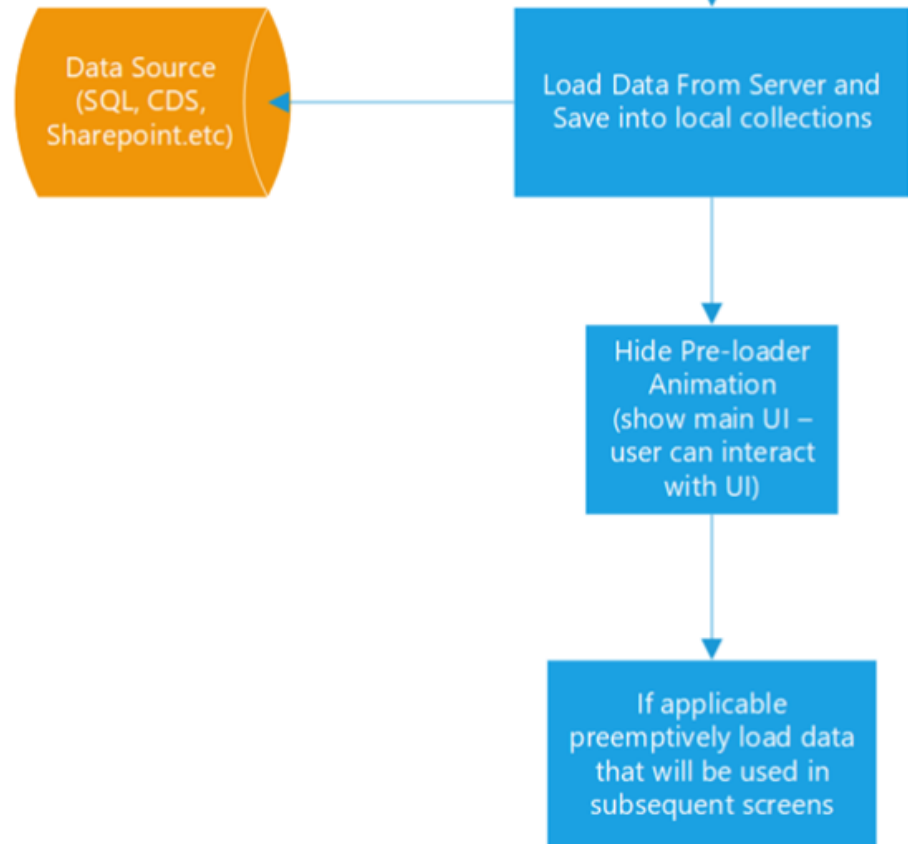 Data Source
(SQL, CDS,
Sharepoint.etc)
Load Data From Server and
Save into local collections
Hide Pre-loader
Animation
(show main UI –
user can interact
with UI)
If applicable
preemptively load data
that will be used in
subsequent screens